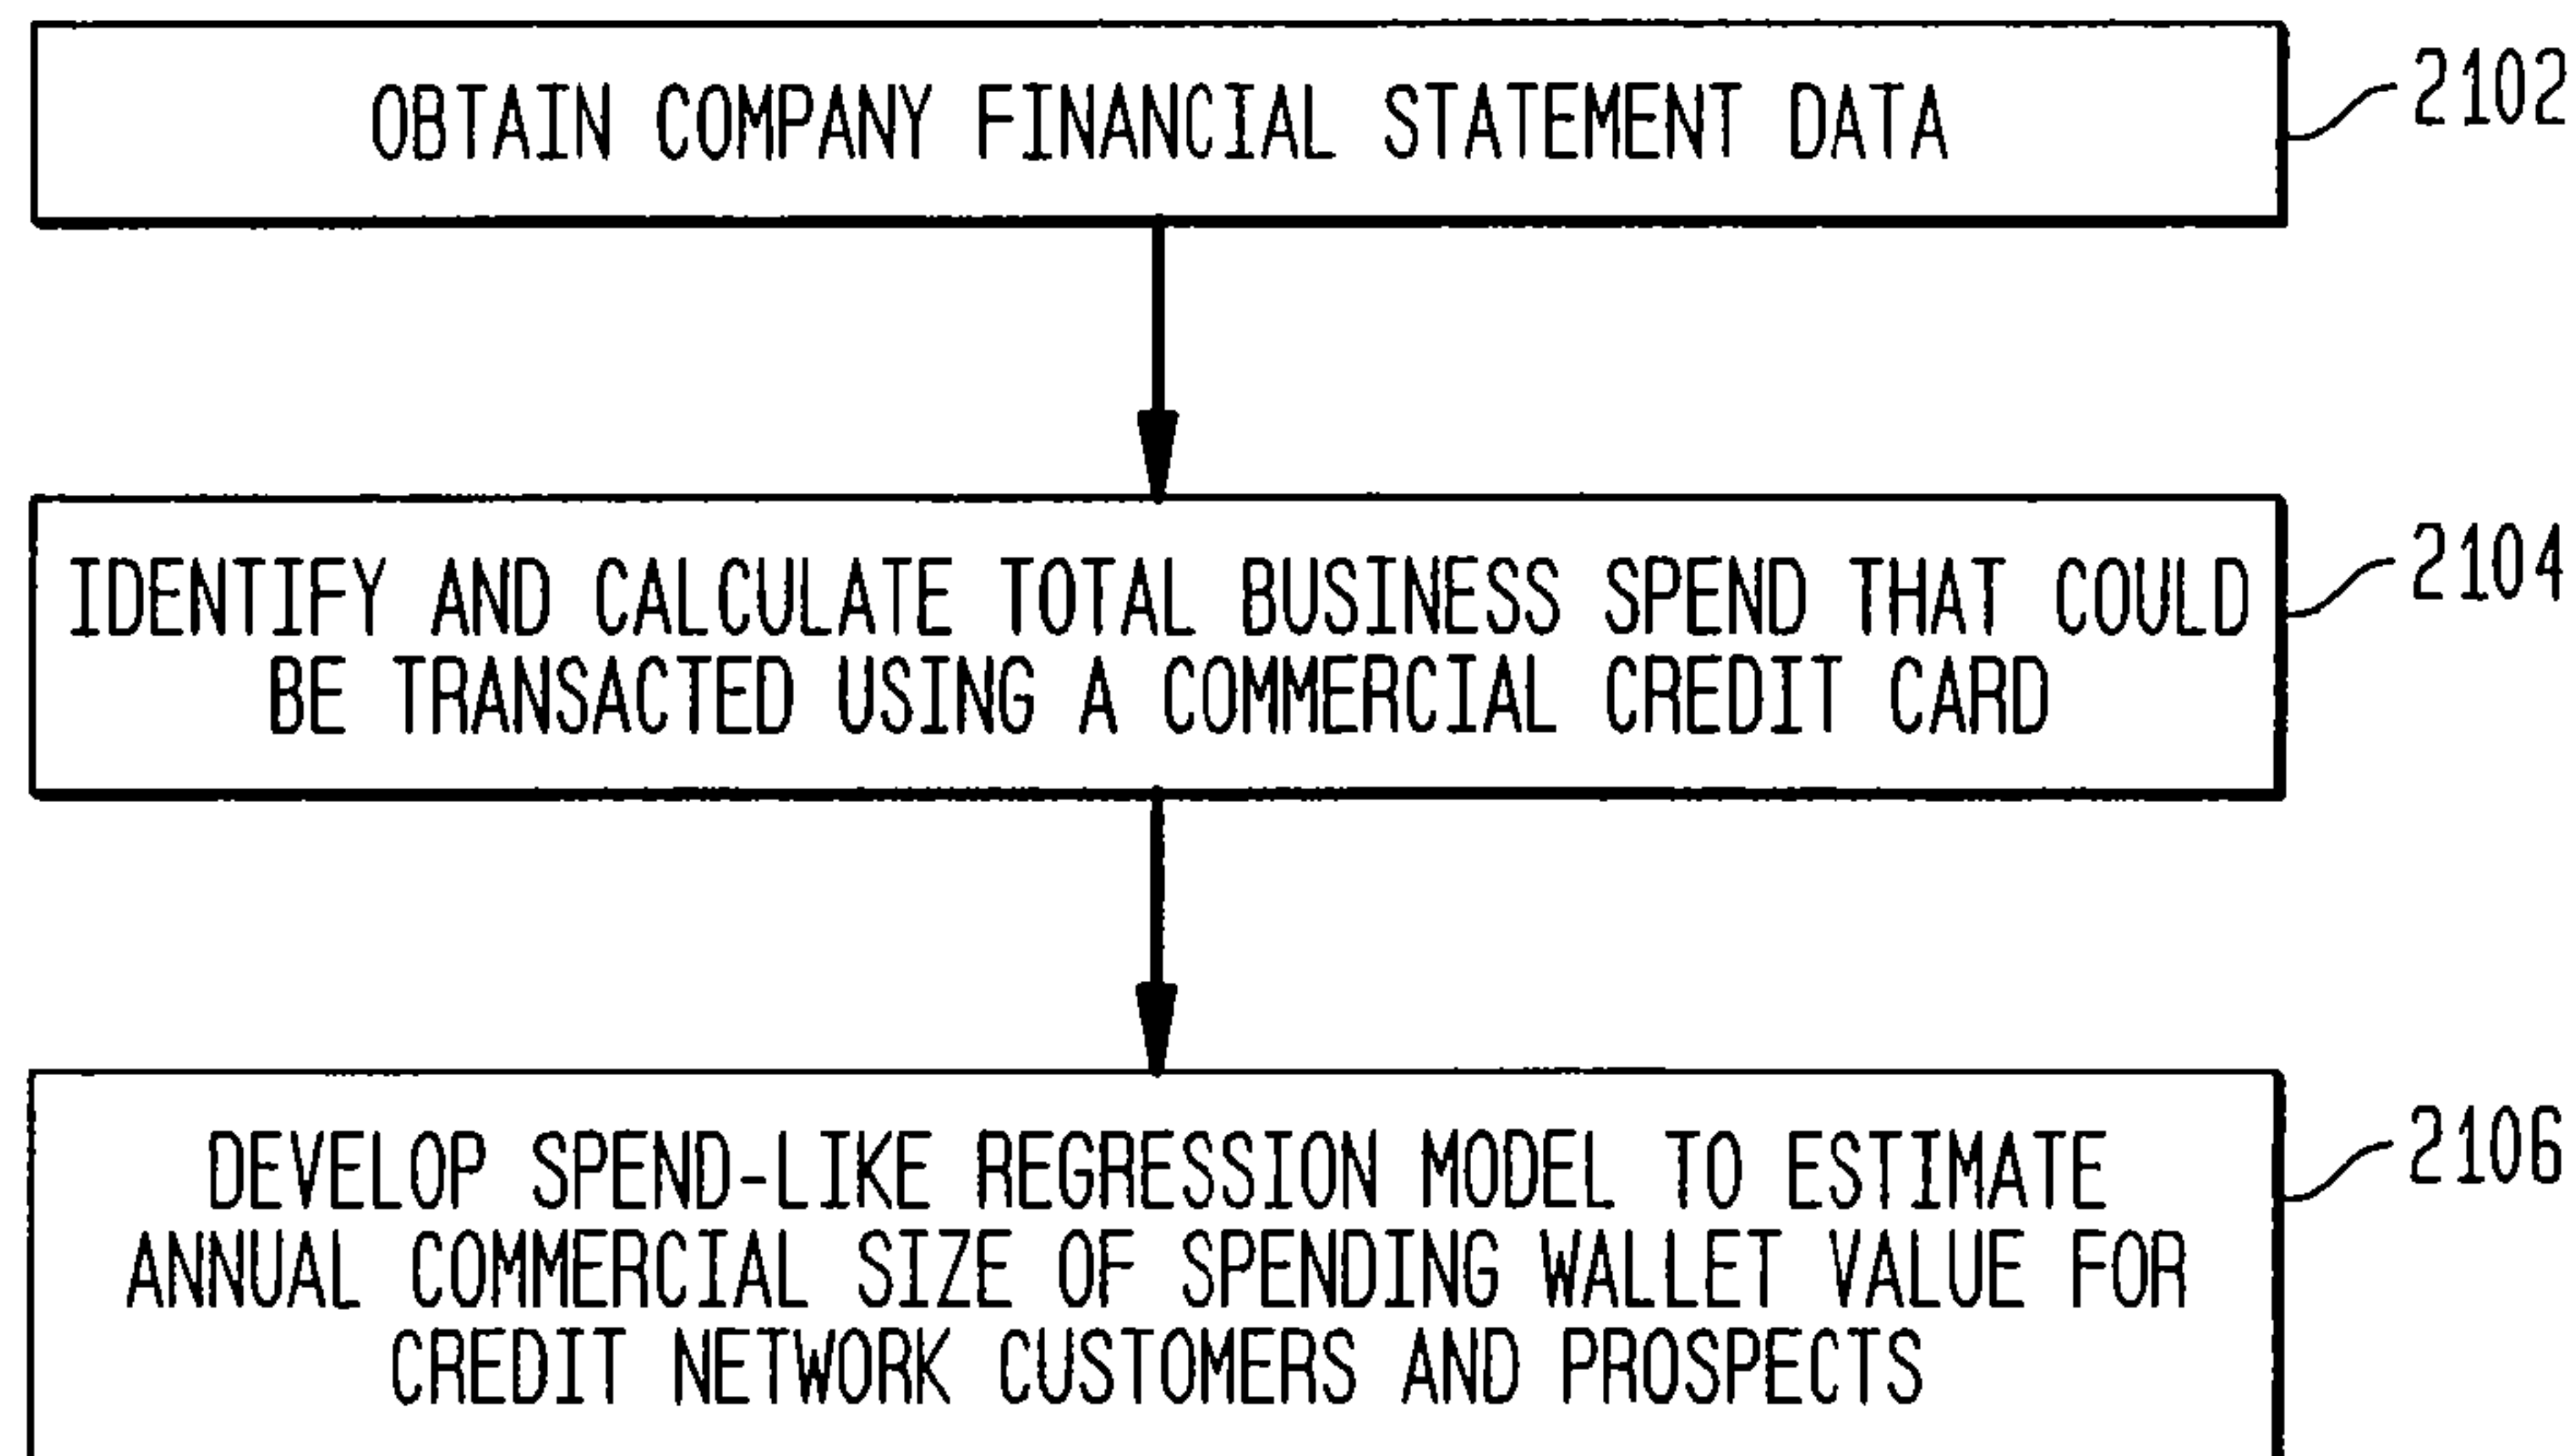 OBTAIN COMPANY FINANCIAL STATEMENT DATA
2102
IDENTIFY AND CALCULATE TOTAL BUSINESS SPEND THAT COULD
BE TRANSACTED USING A COMMERCIAL CREDIT CARD
2104
DEVELOP SPEND-LIKE REGRESSION MODEL TO ESTIMATE
ANNUAL COMMERCIAL SIZE OF SPENDING WALLET VALUE FOR
CREDIT NETWORK CUSTOMERS AND PROSPECTS
2106